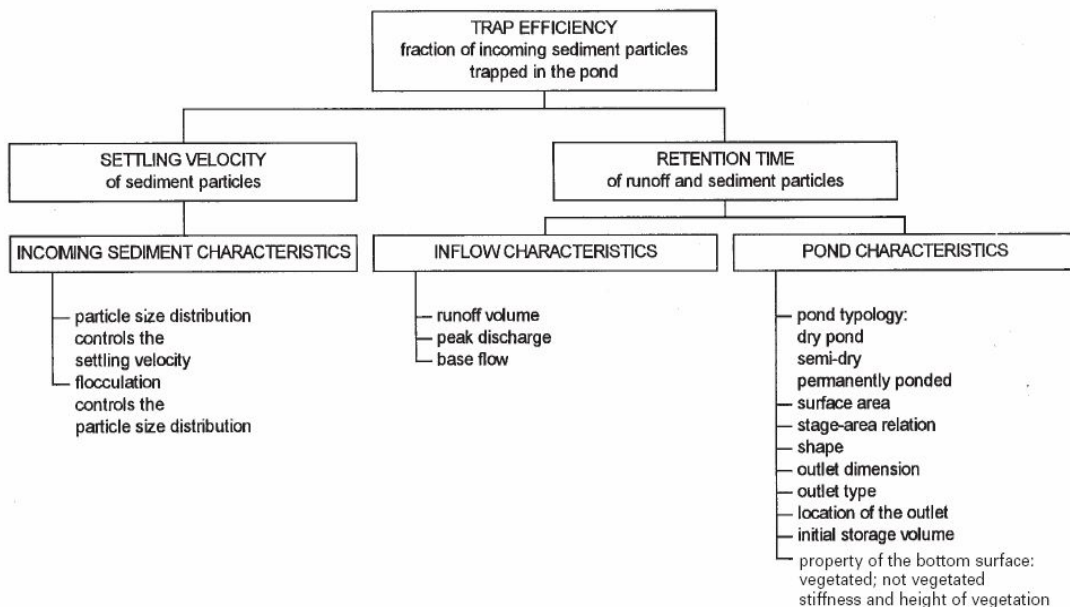 TRAP EFFICIENCY
fraction of incoming sediment particles
trapped in the pond
SETTLING VELOCITY
of sediment particles
RETENTION TIME
of runoff and sediment particles
INCOMING SEDIMENT CHARACTERISTICS
particle size distribution
controls the
settling velocity
flocculation
controls the
particle size distribution
INFLOW CHARACTERISTICS
runoff volume
peak discharge
base flow
POND CHARACTERISTICS
pond typology:
dry pond
semi-dry
permanently ponded
surface area
stage-area relation
shape
outlet dimension
outlet type
location of the outlet
initial storage volume
property of the bottom surface:
vegetated; not vegetated
stiffness and height of vegetation